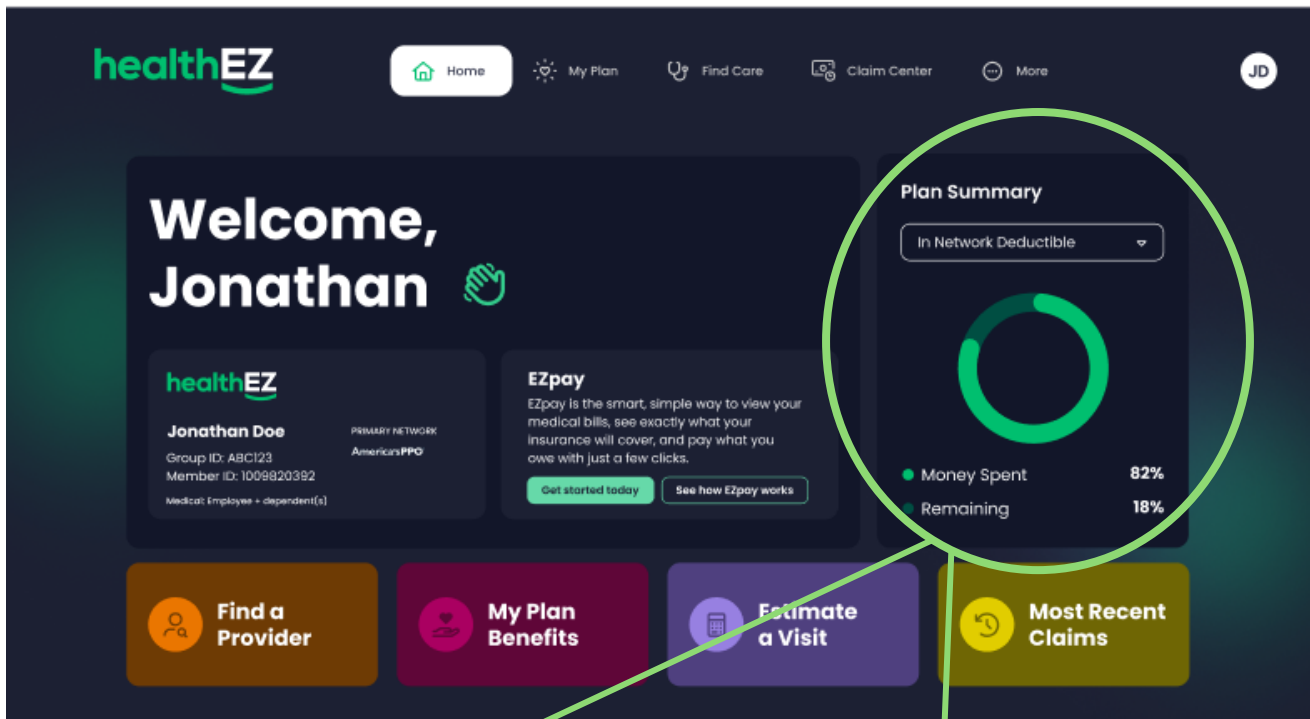 healthEZ
Home
My Plan
Find Care
Claim Center
More
JD
Welcome,
Jonathan
healthEZ
Jonathan Doe
Group ID: ABC123
Member ID: 1009820392
Medical: Employee + dependent(s)
PRIMARY NETWORK
America'sPPO
EZpay
EZpay is the smart, simple way to view your
medical bills, see exactly what your
insurance will cover, and pay what you
owe with just a few clicks.
Get started today
See how EZpay works
Plan Summary
In Network Deductible
Money Spent 82%
Remaining 18%
Find a
Provider
My Plan
Benefits
Estimate
a Visit
Most Recent
Claims